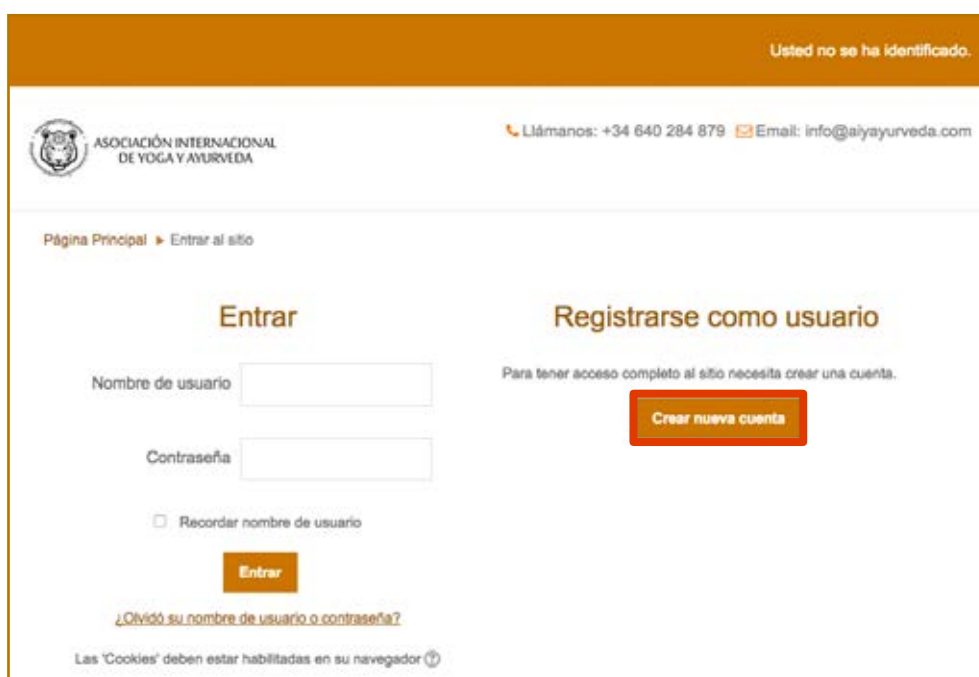 Usted no se ha identificado.
ASOCIACIÓN INTERNACIONAL
DE YOGA Y AYURVEDA
Llámanos: +34 640 284 879 Email: info@aiyayurveda.com
Página Principal ▶ Entrar al sitio
Entrar
Nombre de usuario
Contraseña
Recordar nombre de usuario
Entrar
¿Olvidó su nombre de usuario o contraseña?
Las 'Cookies' deben estar habilitadas en su navegador
Registrarse como usuario
Para tener acceso completo al sitio necesita crear una cuenta.
Crear nueva cuenta